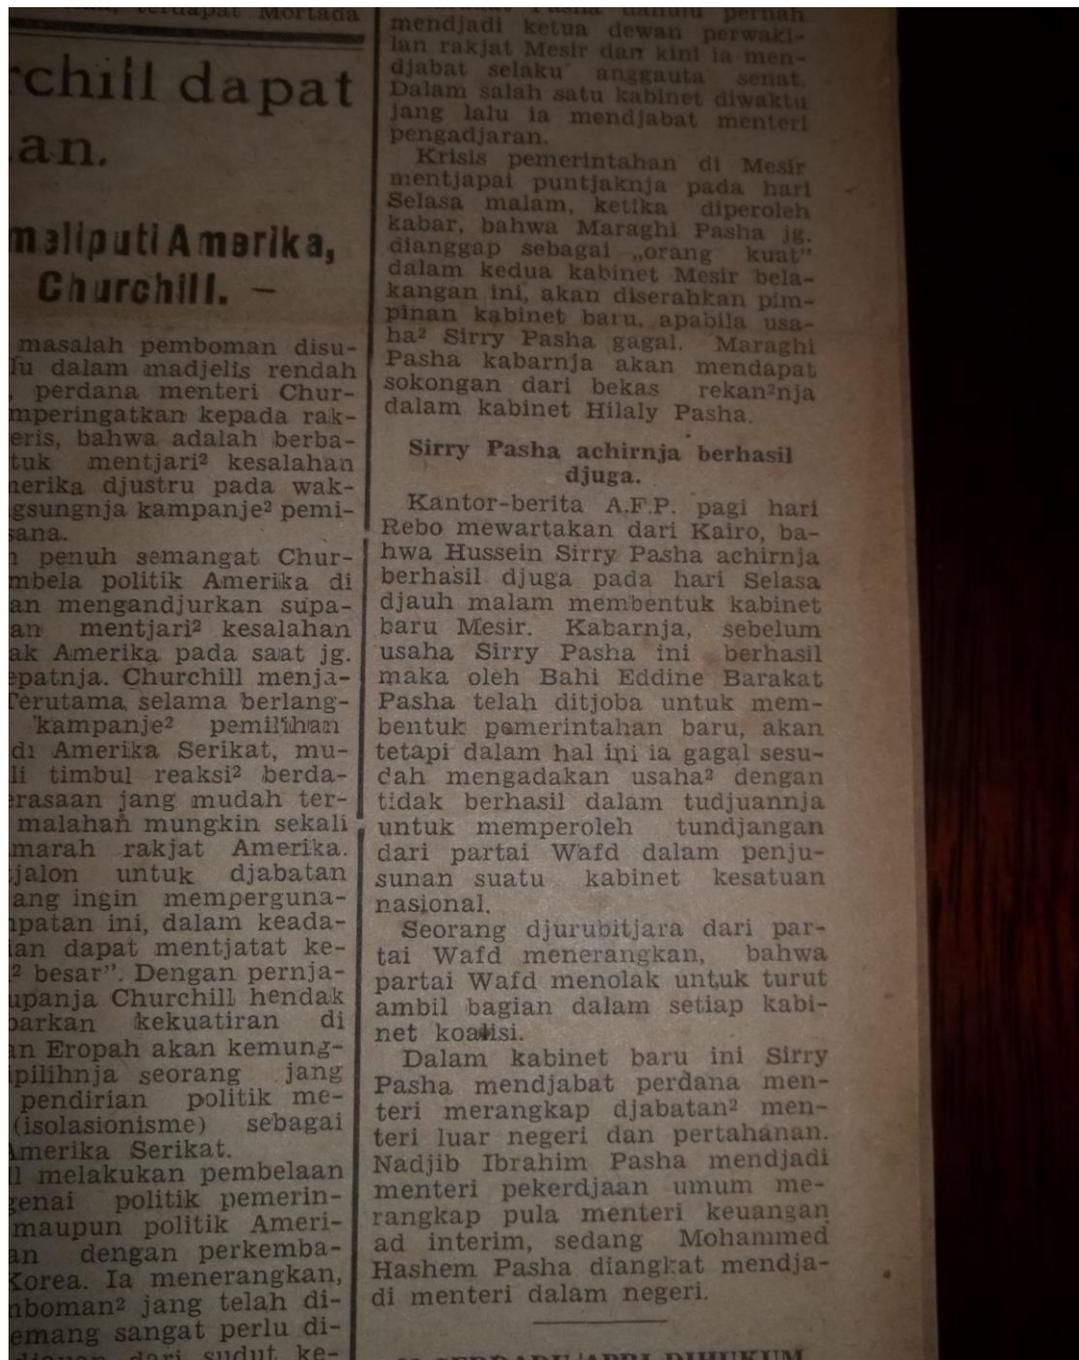 terdapat Mortada
rchill dapat
an.
meliputi Amerika,
Churchill. —
masalah pemboman disu-
lu dalam madjelis rendah
, perdana menteri Chur-
mperingatkan kepada rak-
eris, bahwa adalah berba-
tuk mentjari² kesalahan
merika djustru pada wak-
gsungnja kampanje² pemi-
sana.
penuh semangat Chur-
mbela politik Amerika di
an mengandjurkan supa-
an mentjari² kesalahan
ak Amerika pada saat jg.
epatnja. Churchill menja-
Terutama selama berlang-
kampanje² pemilihan
di Amerika Serikat, mu-
li timbul reaksi² berda-
erasaan jang mudah ter-
malahan mungkin sekali
marah rakjat Amerika.
tjalon untuk djabatan
ang ingin memperguna-
mpatan ini, dalam keada-
ian dapat mentjatat ke-
² besar”. Dengan pernja-
upanja Churchill hendak
barkan kekuatiran di
an Eropah akan kemung-
pilihnja seorang jang
pendirian politik me-
(isolasionisme) sebagai
Amerika Serikat.
ll melakukan pembelaan
genai politik pemerin-
maupun politik Ameri-
an dengan perkemba-
Korea. Ia menerangkan,
mboman² jang telah di-
emang sangat perlu di-
dari sudut ke-
Pasha dahulu pernah
mendjadi ketua dewan perwaki-
lan rakjat Mesir dan kini ia men-
djabat selaku anggauta senat.
Dalam salah satu kabinet diwaktu
jang lalu ia mendjabat menteri
pengadjaran.
Krisis pemerintahan di Mesir
mentjapai puntjaknja pada hari
Selasa malam, ketika diperoleh
kabar, bahwa Maraghi Pasha jg.
dianggap sebagai „orang kuat”
dalam kedua kabinet Mesir bela-
kangan ini, akan diserahkan pim-
pinan kabinet baru, apabila usa-
ha² Sirry Pasha gagal. Maraghi
Pasha kabarnja akan mendapat
sokongan dari bekas rekan²nja
dalam kabinet Hilaly Pasha.
Sirry Pasha achirnja berhasil
djuga.
Kantor-berita A.F.P. pagi hari
Rebo mewartakan dari Kairo, ba-
hwa Hussein Sirry Pasha achirnja
berhasil djuga pada hari Selasa
djauh malam membentuk kabinet
baru Mesir. Kabarnja, sebelum
usaha Sirry Pasha ini berhasil
maka oleh Bahi Eddine Barakat
Pasha telah ditjoba untuk mem-
bentuk pemerintahan baru, akan
tetapi dalam hal ini ia gagal sesu-
dah mengadakan usaha² dengan
tidak berhasil dalam tudjuannja
untuk memperoleh tundjangan
dari partai Wafd dalam penju-
sunan suatu kabinet kesatuan
nasional.
Seorang djurubitjara dari par-
tai Wafd menerangkan, bahwa
partai Wafd menolak untuk turut
ambil bagian dalam setiap kabi-
net koalisi.
Dalam kabinet baru ini Sirry
Pasha mendjabat perdana men-
teri merangkap djabatan² men-
teri luar negeri dan pertahanan.
Nadjib Ibrahim Pasha mendjadi
menteri pekerdjaan umum me-
rangkap pula menteri keuangan
ad interim, sedang Mohammed
Hashem Pasha diangkat mendja-
di menteri dalam negeri.